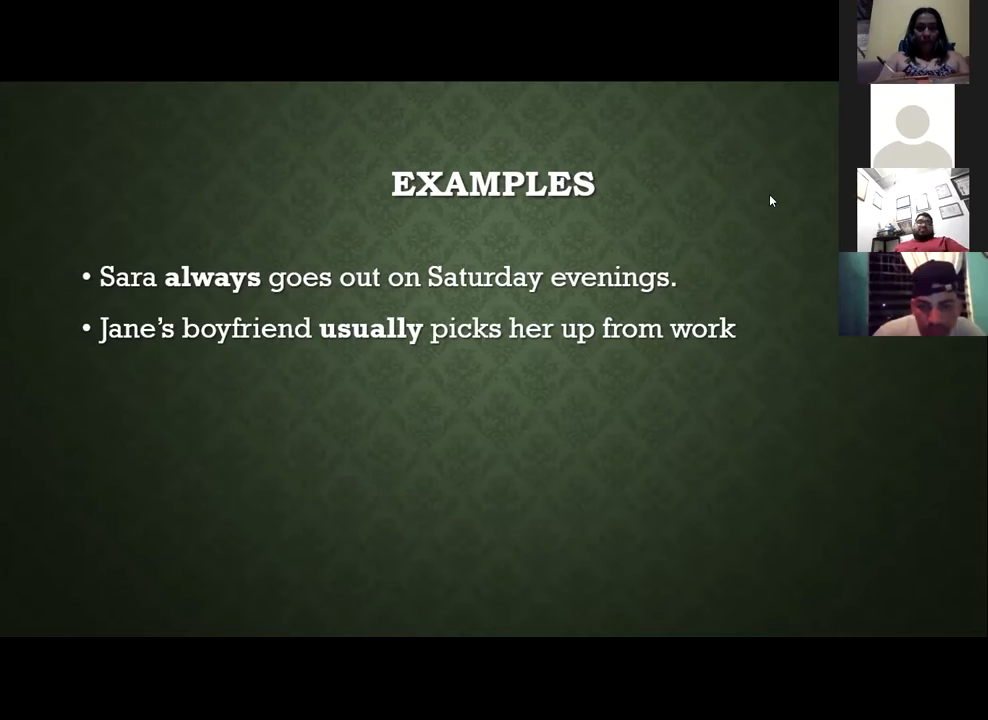 EXAMPLES
• Sara always goes out on Saturday evenings.
• Jane’s boyfriend usually picks her up from work